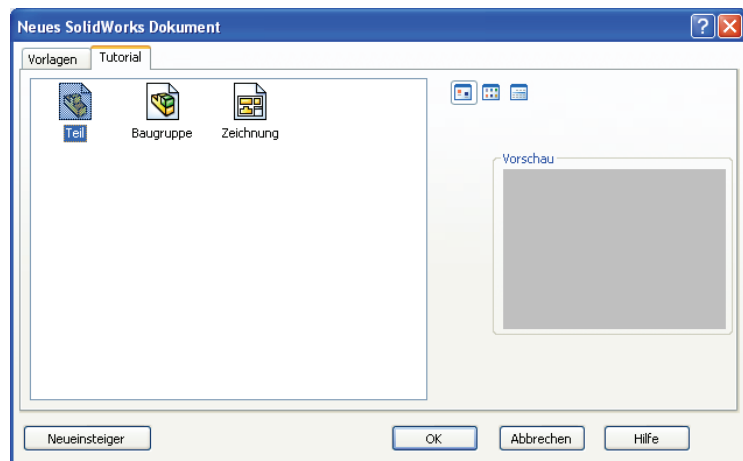 Neues SolidWorks Dokument
Vorlagen Tutorial
Teil Baugruppe Zeichnung
Vorschau
Neueinsteiger OK Abbrechen Hilfe